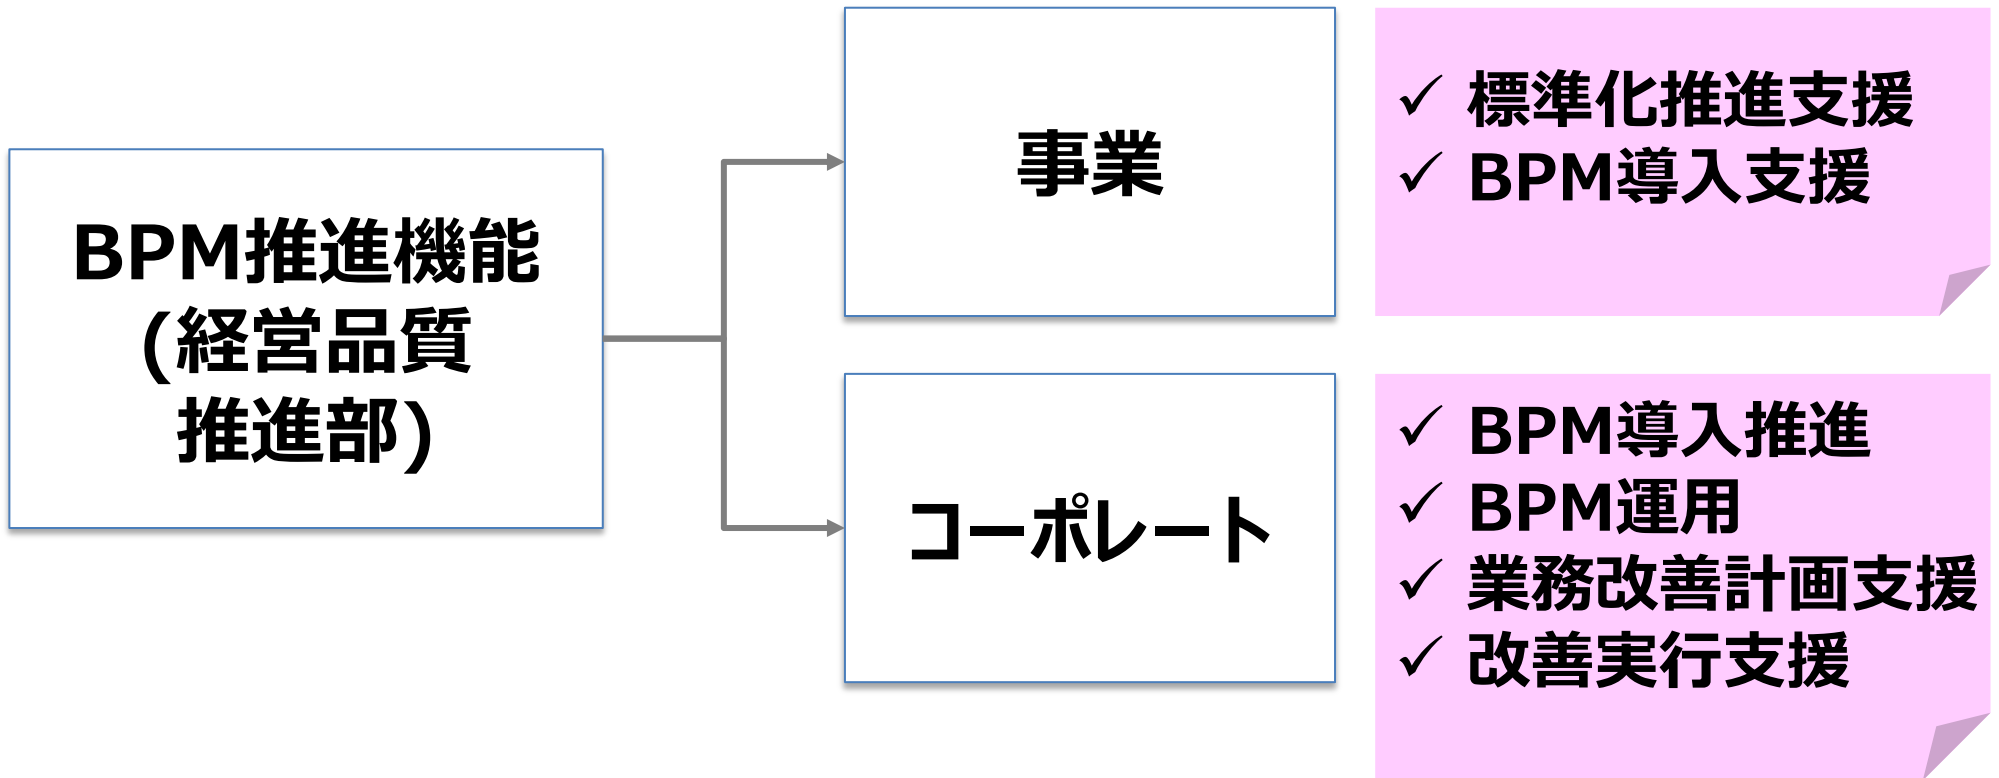 BPM推進機能
(経営品質
推進部)
事業
✓ 標準化推進支援
✓ BPM導入支援
コーポレート
✓ BPM導入推進
✓ BPM運用
✓ 業務改善計画支援
✓ 改善実行支援